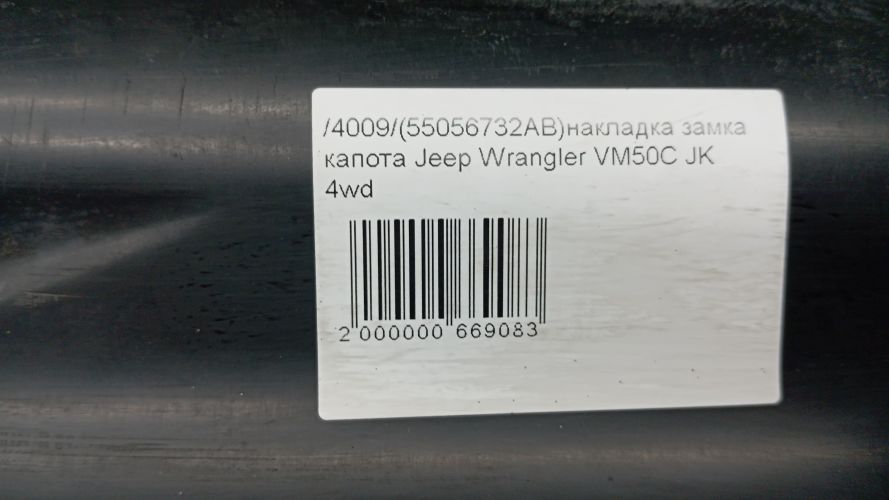 /4009/(55056732AB)накладка замка
капота Jeep Wrangler VM50C JK
4wd
2 000000 669083